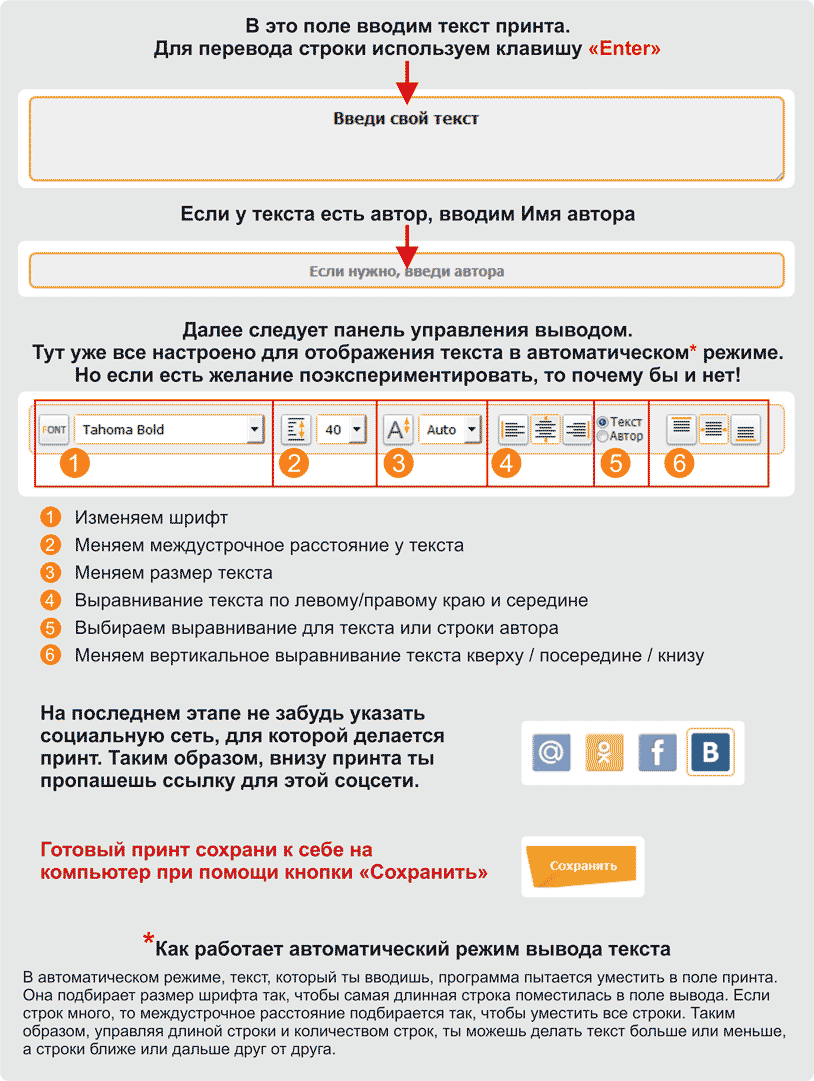 В это поле вводим текст принта.
Для перевода строки используем клавишу «Enter»
Введи свой текст
Если у текста есть автор, вводим Имя автора
Если нужно, введи автора
Далее следует панель управления выводом.
Тут уже все настроено для отображения текста в автоматическом* режиме.
Но если есть желание поэкспериментировать, то почему бы и нет!
FONT Tahoma Bold 40 A Auto Текст
Автор
1 2 3 4 5 6
1 Изменяем шрифт
2 Меняем междустрочное расстояние у текста
3 Меняем размер текста
4 Выравнивание текста по левому/правому краю и середине
5 Выбираем выравнивание для текста или строки автора
6 Меняем вертикальное выравнивание текста кверху / посередине / книзу
На последнем этапе не забудь указать
социальную сеть, для которой делается
принт. Таким образом, внизу принта ты
пропашешь ссылку для этой соцсети.
@ f В
Готовый принт сохрани к себе на
компьютер при помощи кнопки «Сохранить»
Сохранить
*Как работает автоматический режим вывода текста
В автоматическом режиме, текст, который ты вводишь, программа пытается уместить в поле принта.
Она подбирает размер шрифта так, чтобы самая длинная строка поместилась в поле вывода. Если
строк много, то междустрочное расстояние подбирается так, чтобы уместить все строки. Таким
образом, управляя длиной строки и количеством строк, ты можешь делать текст больше или меньше,
а строки ближе или дальше друг от друга.